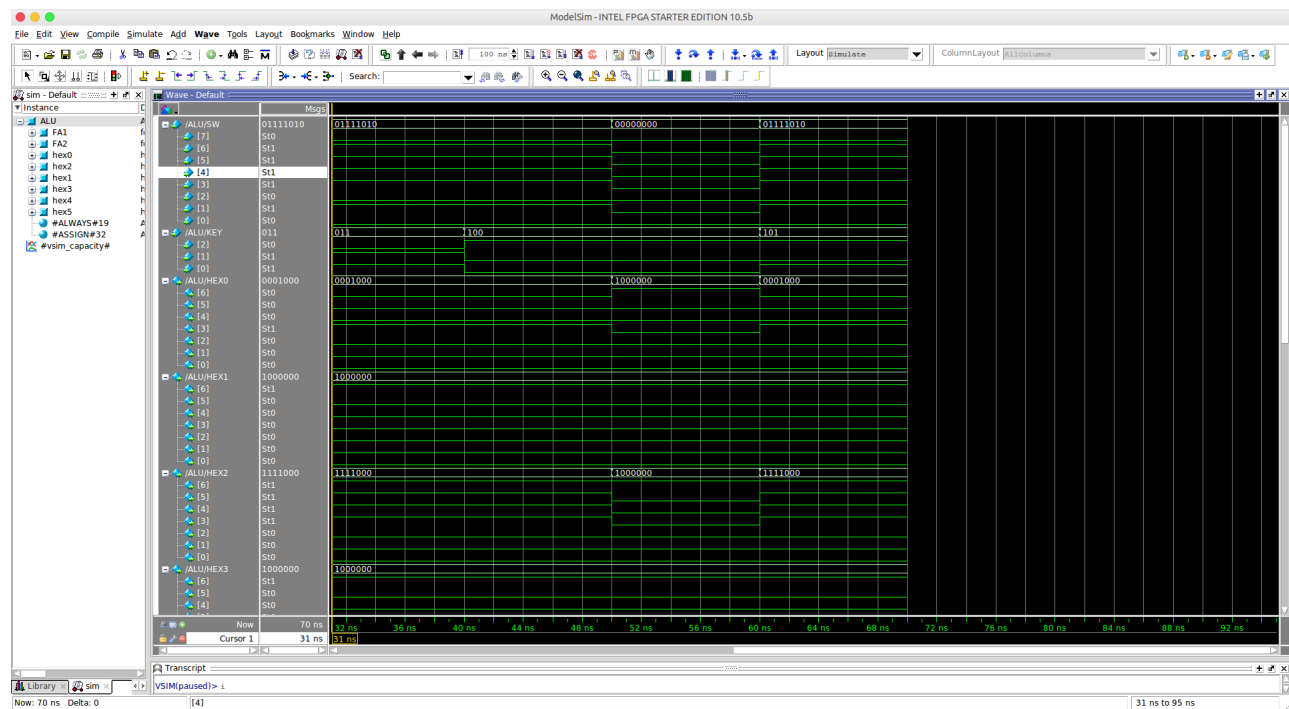 ModelSim - INTEL FPGA STARTER EDITION 10.5b
File Edit View Compile Simulate Add Wave Tools Layout Bookmarks Window Help
100 ns Layout Simulate ColumnLayout AllColumns
Search:
sim - Default
Instance
ALU
FA1
FA2
hex0
hex2
hex1
hex3
hex4
hex5
#ALWAYS#19
#ASSIGN#32
#vsim_capacity#
Wave - Default
Msgs
/ALU/SW 01111010 01111010 00000000 01111010
[7] St0
[6] St1
[5] St1
[4] St1
[3] St1
[2] St0
[1] St1
[0] St0
/ALU/KEY 011 011 100 101
[2] St0
[1] St1
[0] St1
/ALU/HEX0 0001000 0001000 1000000 0001000
[6] St0
[5] St0
[4] St0
[3] St1
[2] St0
[1] St0
[0] St0
/ALU/HEX1 1000000 1000000
[6] St1
[5] St0
[4] St0
[3] St0
[2] St0
[1] St0
[0] St0
/ALU/HEX2 1111000 1111000 1000000 1111000
[6] St1
[5] St1
[4] St1
[3] St1
[2] St0
[1] St0
[0] St0
/ALU/HEX3 1000000 1000000
[6] St1
[5] St0
[4] St0
Now 70 ns 32 ns 36 ns 40 ns 44 ns 48 ns 52 ns 56 ns 60 ns 64 ns 68 ns 72 ns 76 ns 80 ns 84 ns 88 ns 92 ns
Cursor 1 31 ns 31 ns
Transcript
VSIM(paused)>
Library sim
Now: 70 ns Delta: 0 [4] 31 ns to 95 ns